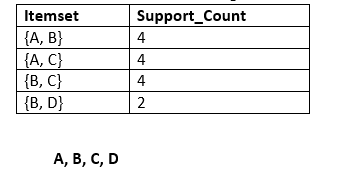 Itemset Support_Count
{A, B} 4
{A, C} 4
{B, C} 4
{B, D} 2
A, B, C, D